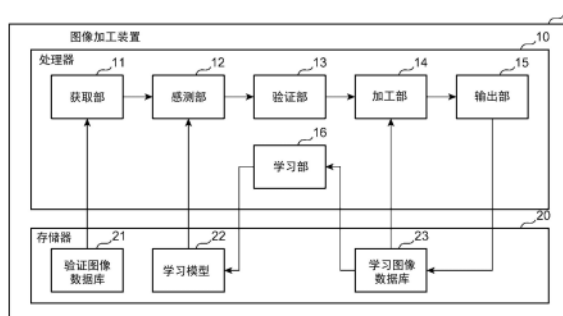 图像加工装置
10
处理器
11
12
13
14
15
获取部
感测部
验证部
加工部
输出部
16
学习部
20
存储器
21
22
23
验证图像
数据库
学习模型
学习图像
数据库